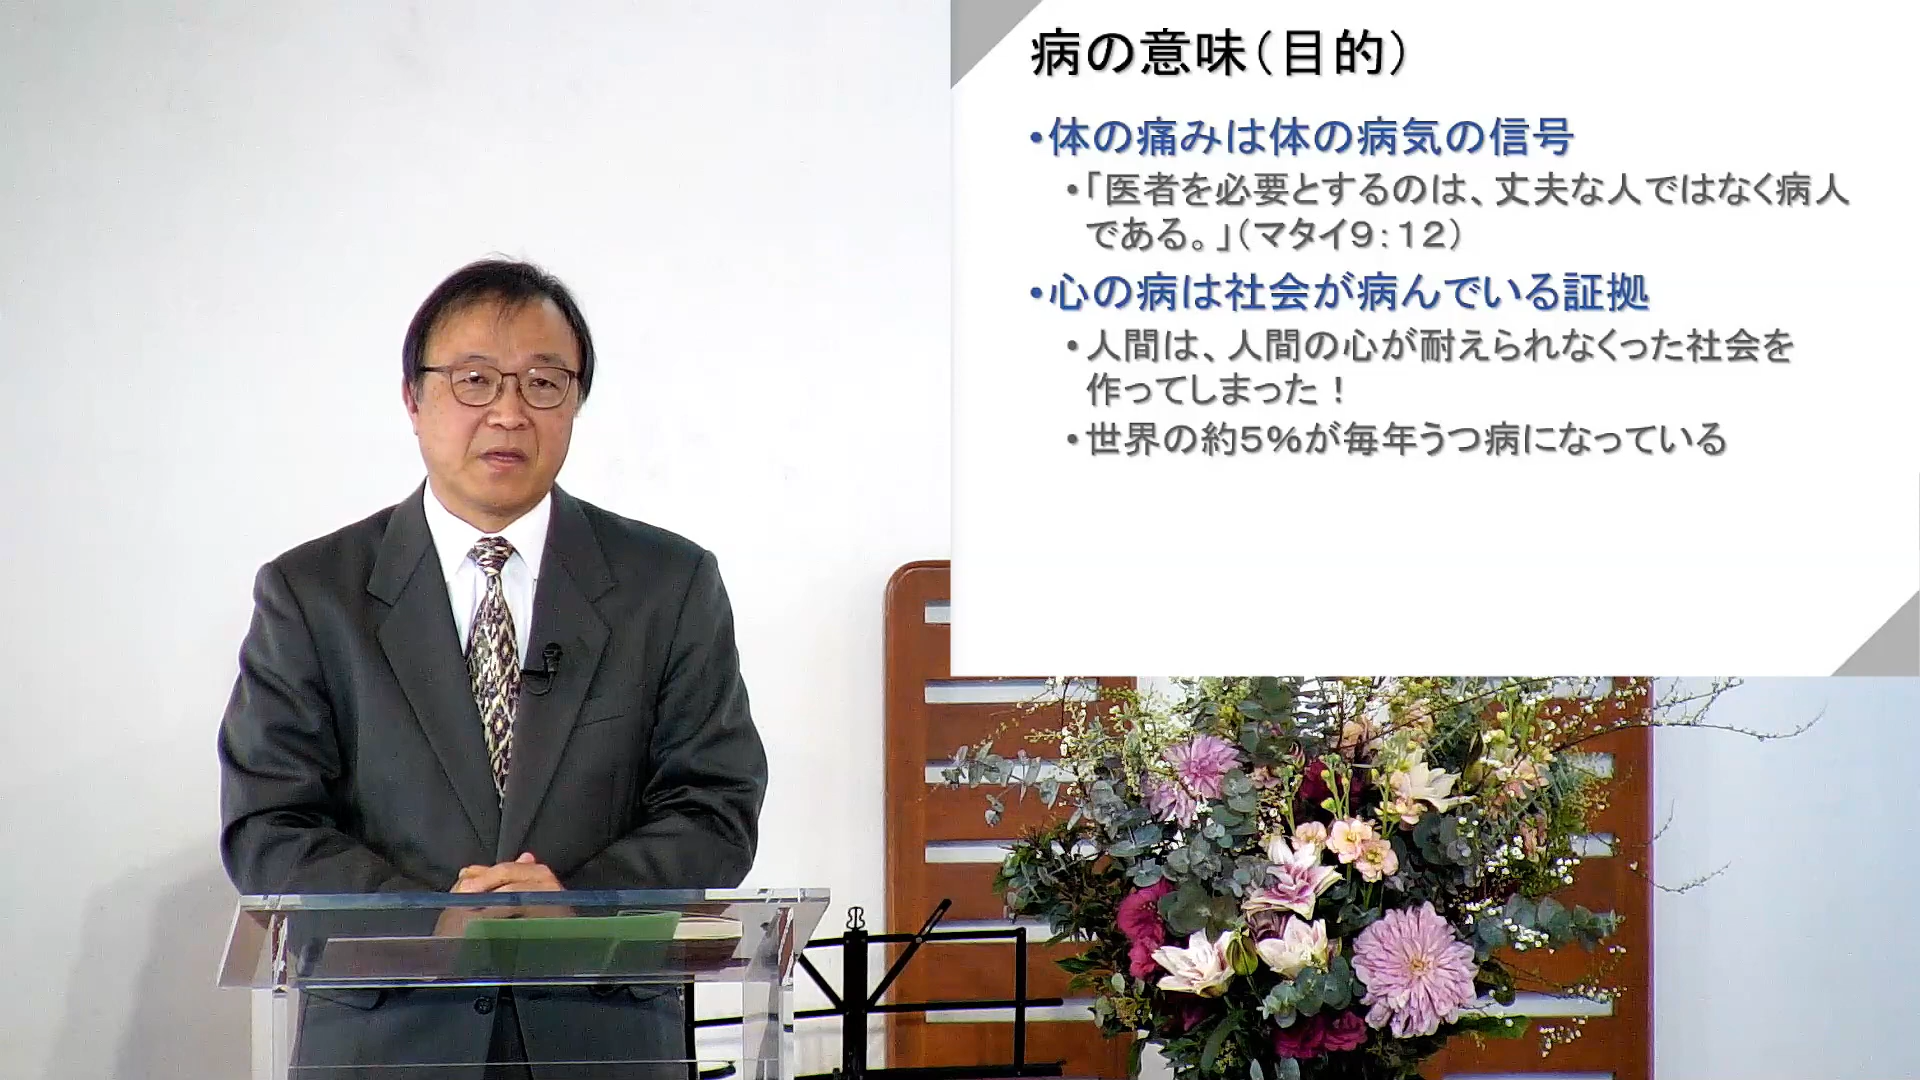 病の意味（目的）
•体の痛みは体の病気の信号
•「医者を必要とするのは、丈夫な人ではなく病人
である。」（マタイ９：１２）
•心の病は社会が病んでいる証拠
•人間は、人間の心が耐えられなくった社会を
作ってしまった！
•世界の約５％が毎年うつ病になっている